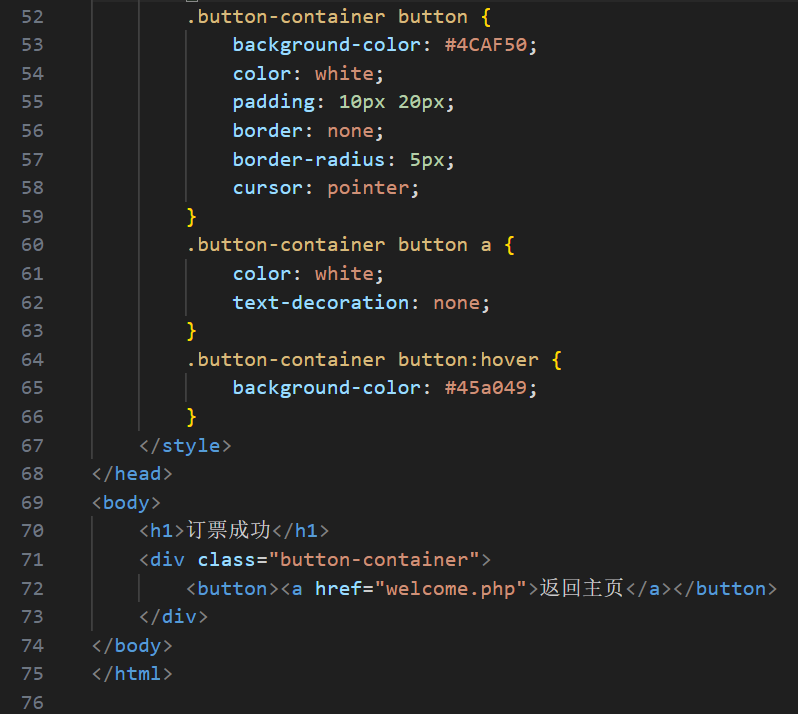 52 .button-container button {
53 background-color: #4CAF50;
54 color: white;
55 padding: 10px 20px;
56 border: none;
57 border-radius: 5px;
58 cursor: pointer;
59 }
60 .button-container button a {
61 color: white;
62 text-decoration: none;
63 }
64 .button-container button:hover {
65 background-color: #45a049;
66 }
67 </style>
68 </head>
69 <body>
70 <h1>订票成功</h1>
71 <div class="button-container">
72 <button><a href="welcome.php">返回主页</a></button>
73 </div>
74 </body>
75 </html>
76